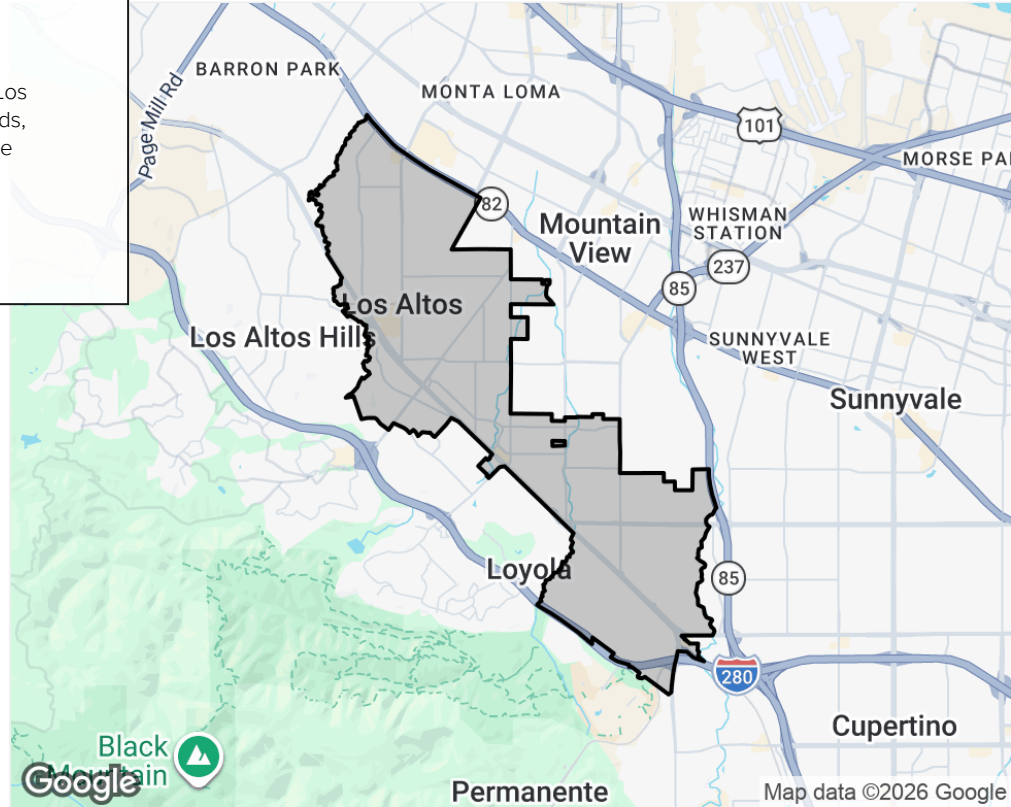 Los
ds,
e
BARRON PARK
MONTA LOMA
Page Mill Rd
101
MORSE PA
82
Mountain
View
WHISMAN
STATION
237
85
Los Altos
Los Altos Hills
SUNNYVALE
WEST
Sunnyvale
Loyola
85
280
Cupertino
Black
Mountain
Google
Permanente
Map data ©2026 Google